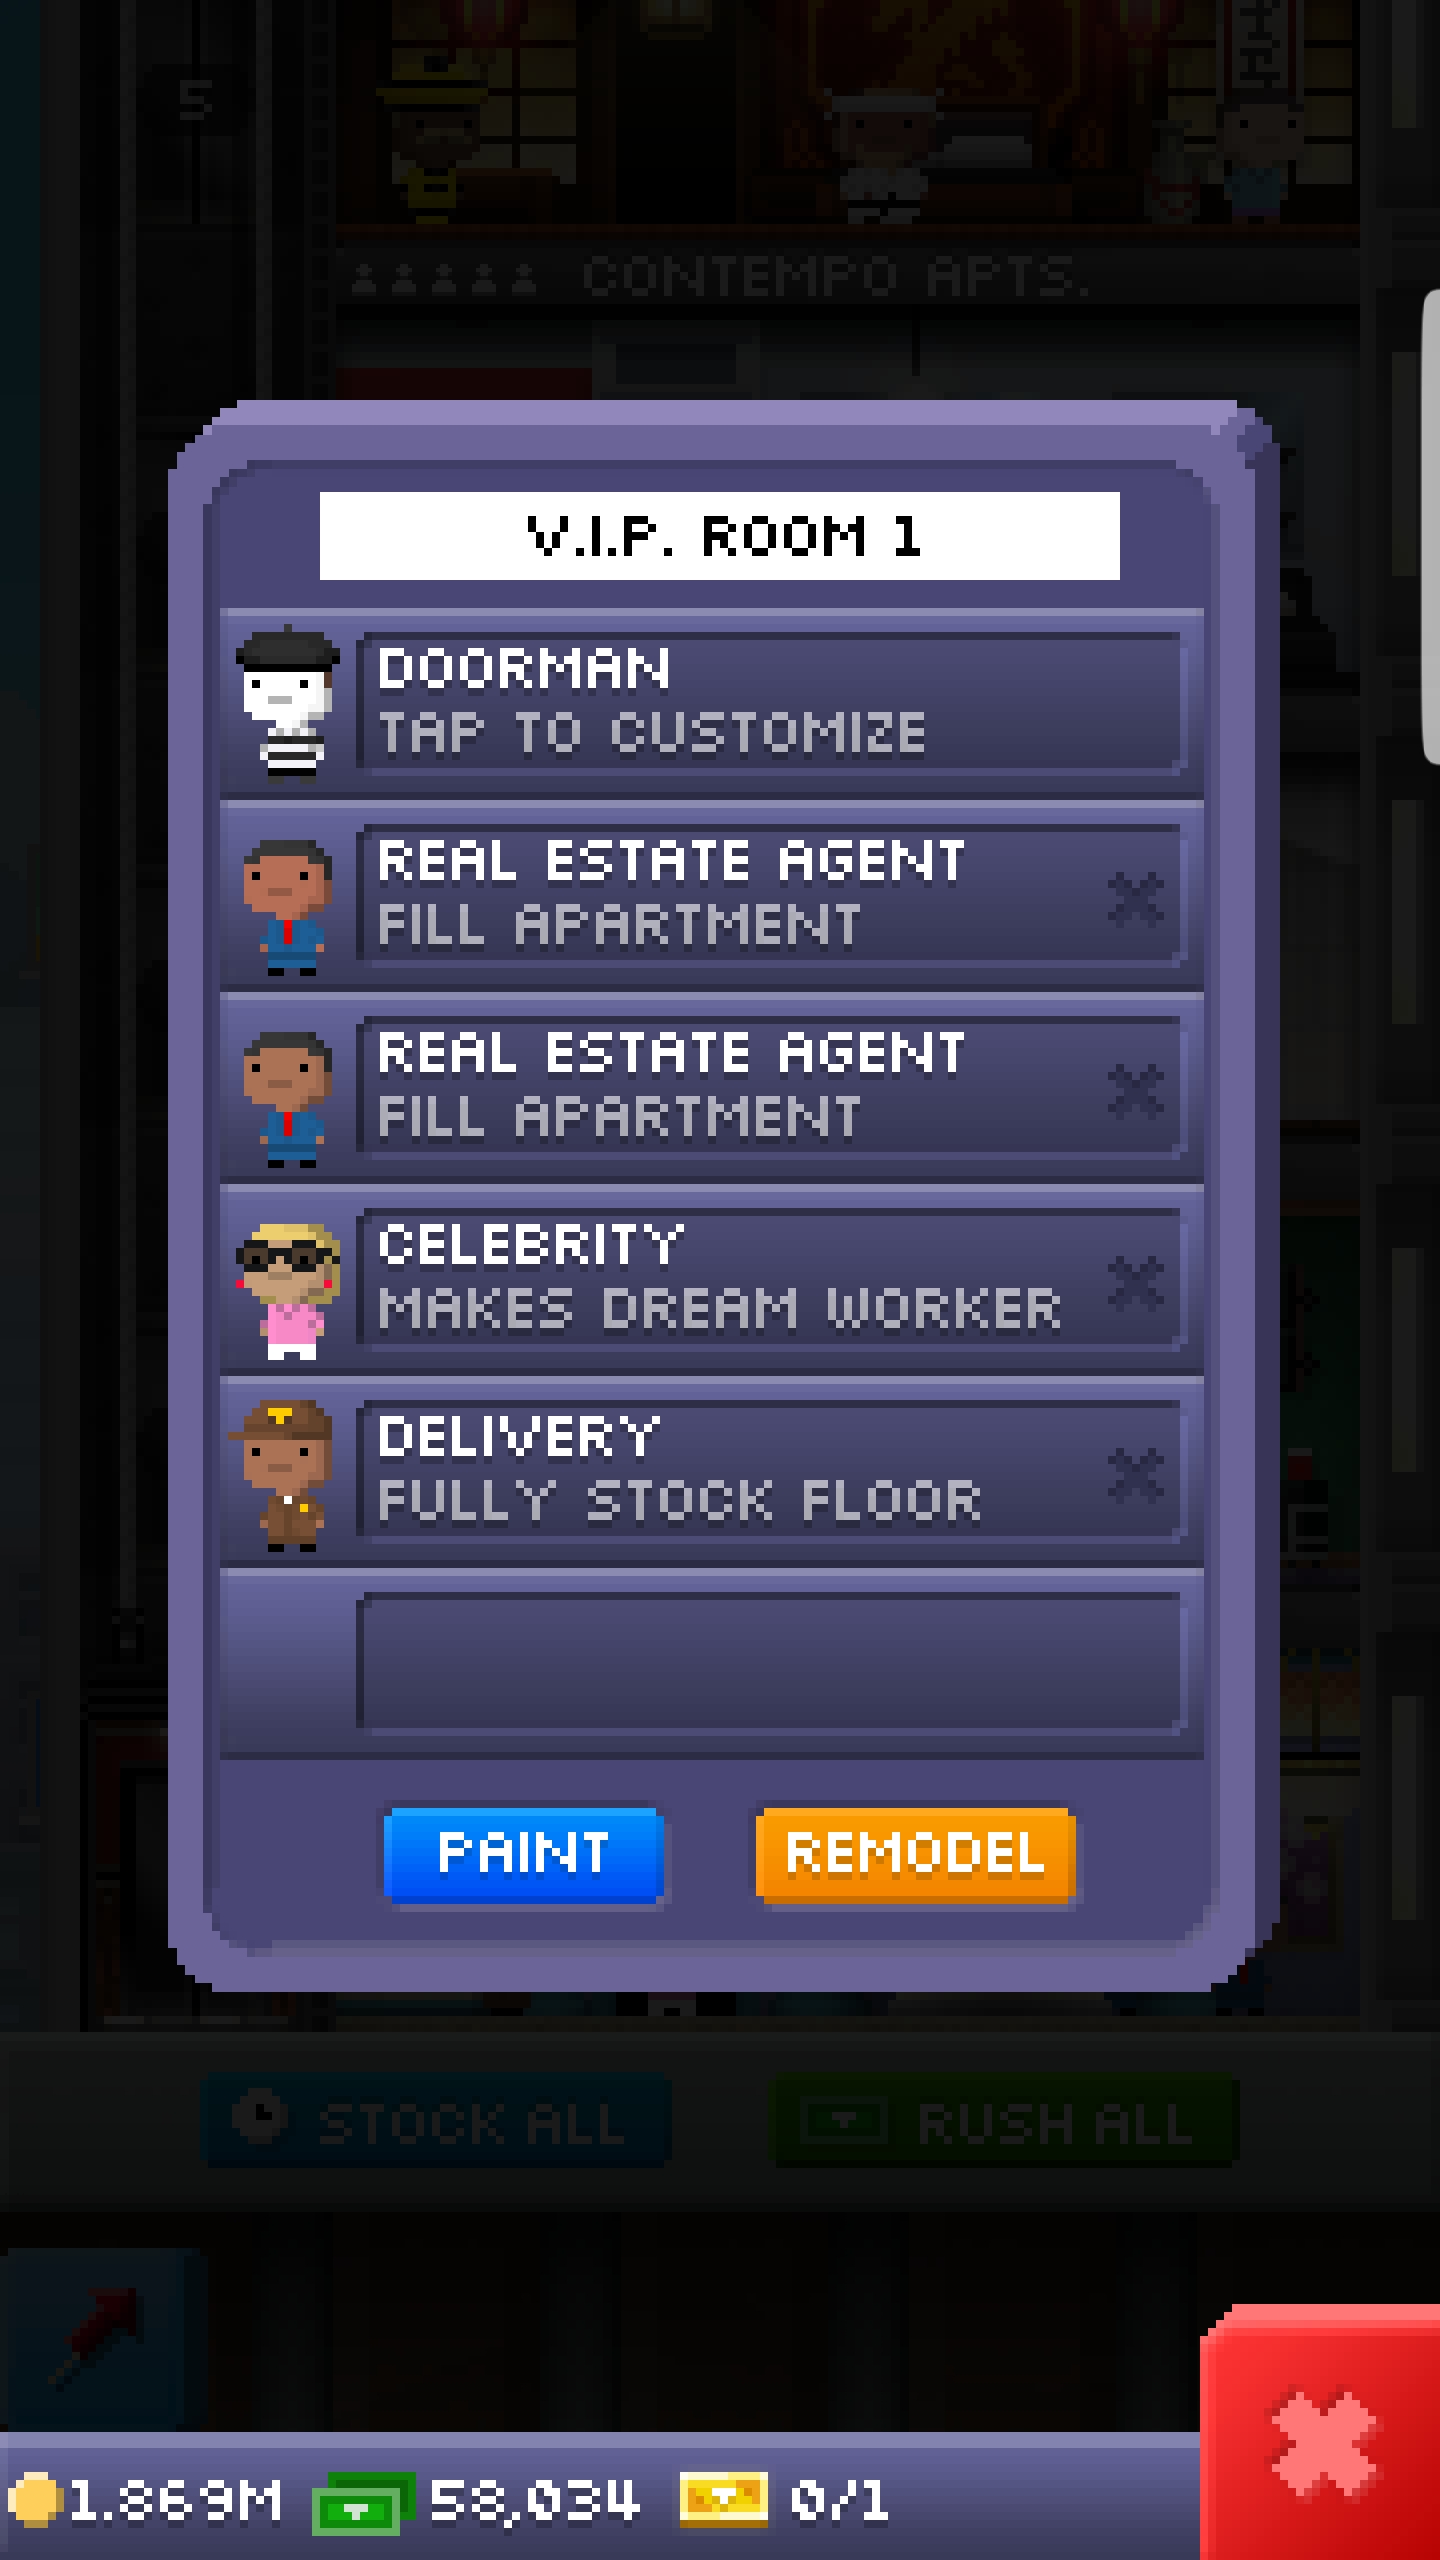 5
CONTEMPO APTS.
V.I.P. ROOM 1
DOORMAN
TAP TO CUSTOMIZE
REAL ESTATE AGENT
FILL APARTMENT
REAL ESTATE AGENT
FILL APARTMENT
CELEBRITY
MAKES DREAM WORKER
DELIVERY
FULLY STOCK FLOOR
PAINT
REMODEL
STOCK ALL
RUSH ALL
1.869M
58,034
0/1